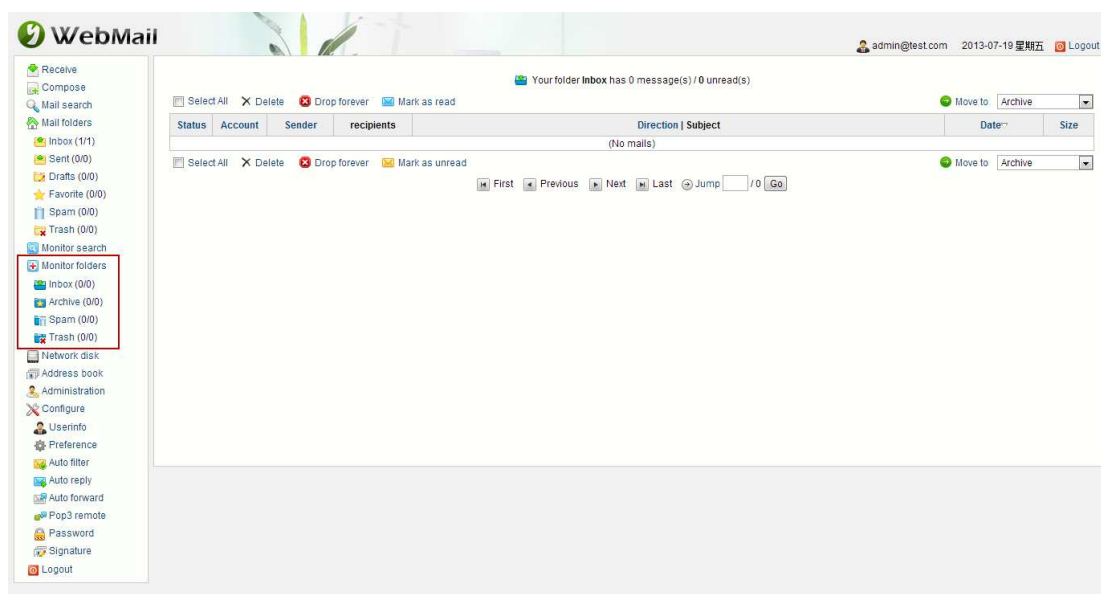 WebMail
admin@test.com 2013-07-19 星期五 Logout
Receive
Compose
Mail search
Mail folders
Inbox (1/1)
Sent (0/0)
Drafts (0/0)
Favorite (0/0)
Spam (0/0)
Trash (0/0)
Monitor search
Monitor folders
Inbox (0/0)
Archive (0/0)
Spam (0/0)
Trash (0/0)
Network disk
Address book
Administration
Configure
Userinfo
Preference
Auto filter
Auto reply
Auto forward
Pop3 remote
Password
Signature
Logout
Your folder Inbox has 0 message(s) / 0 unread(s)
Select All Delete Drop forever Mark as read Move to Archive
Status Account Sender recipients Direction | Subject Date Size
(No mails)
Select All Delete Drop forever Mark as unread Move to Archive
First Previous Next Last Jump / 0 Go